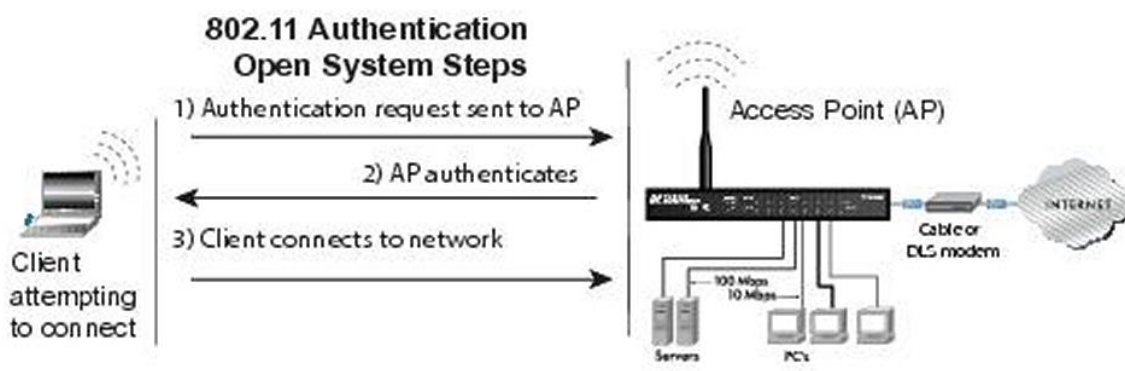 802.11 Authentication
Open System Steps
1) Authentication request sent to AP
2) AP authenticates
3) Client connects to network
Client
attempting
to connect
Access Point (AP)
INTERNET
Cable or
DLS modem
100 Mbps
10 Mbps
Servers
PC's